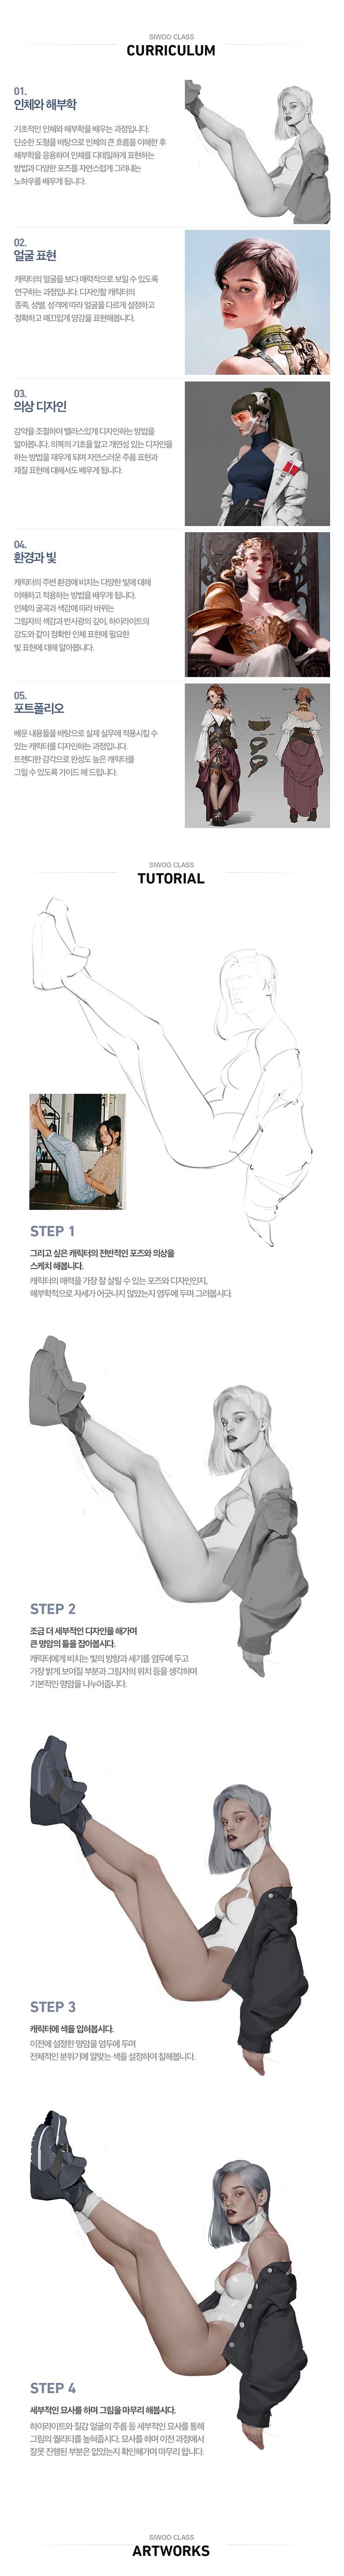 SIWOO CLASS
CURRICULUM
01.
인체와 해부학
기초적인 인체와 해부학을 배우는 과정입니다.
단순한 도형을 바탕으로 인체의 큰 흐름을 이해한 후
해부학을 응용하여 인체를 디테일하게 표현하는
방법과 다양한 포즈를 자연스럽게 그려내는
노하우를 배우게 됩니다.
02.
얼굴 표현
캐릭터의 얼굴을 보다 매력적으로 보일 수 있도록
연구하는 과정입니다. 디자인할 캐릭터의
종족, 성별, 성격에 따라 얼굴을 다르게 설정하고
정확하고 매끄럽게 양감을 표현해봅니다.
03.
의상 디자인
강약을 조절하여 밸러스있게 디자인하는 방법을
알아봅니다. 의복의 기초을 알고 개연성 있는 디자인을
하는 방법을 재우게 되며 자연스러운 주름 표현과
재질 표현에 대해서도 배우게 됩니다.
04.
환경과 빛
캐릭터의 주변 환경에 비치는 다양한 빛에 대해
이해하고 적용하는 방법을 배우게 됩니다.
인체의 굴곡과 색감에 따라 바뀌는
그림자의 색감과 반사광의 깊이, 하이라이트의
강도와 같이 정확한 인체 표현에 필요한
빛 표현에 대해 알아봅니다.
05.
포트폴리오
배운 내용들을 바탕으로 실제 실무에 적용시킬 수
있는 캐릭터를 디자인하는 과정입니다.
트렌디한 감각으로 완성도 높은 캐릭터를
그릴 수 있도록 가이드 해 드립니다.
SIWOO CLASS
TUTORIAL
STEP 1
그리고 싶은 캐릭터의 전반적인 포즈와 의상을
스케치 해봅니다.
캐릭터의 매력을 가장 잘 살릴 수 있는 포즈와 디자인인지,
해부학적으로 자세가 어긋나지 않았는지 염두에 두며 그려봅시다.
STEP 2
조금 더 세부적인 디자인을 해가며
큰 명암의 틀을 잡아봅시다.
캐릭터에게 비치는 빛의 방향과 세기를 염두에 두고
가장 밝게 보여질 부분과 그림자의 위치 등을 생각하며
기본적인 명암을 나누어줍니다.
STEP 3
캐릭터에 색을 입혀봅시다.
이전에 설정한 명암을 염두에 두며
전체적인 분위기에 알맞는 색을 설정하여 칠해봅니다.
STEP 4
세부적인 묘사를 하며 그림을 마무리 해봅시다.
하이라이트와 질감 얼굴의 주름 등 세부적인 묘사를 통해
그림의 퀄리티를 높혀줍시다. 묘사를 하며 이전 과정에서
잘못 진행된 부분은 없었는지 확인해가며 마무리 합니다.
SIWOO CLASS
ARTWORKS